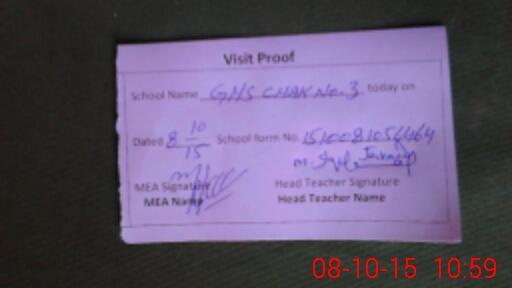 Visit Proof
School Name GHS CHAK No. 3 today on
Dated 8 10/15 School form No. 1510081056464
MEA Signature Head Teacher Signature
MEA Name Head Teacher Name
08-10-15 10:59